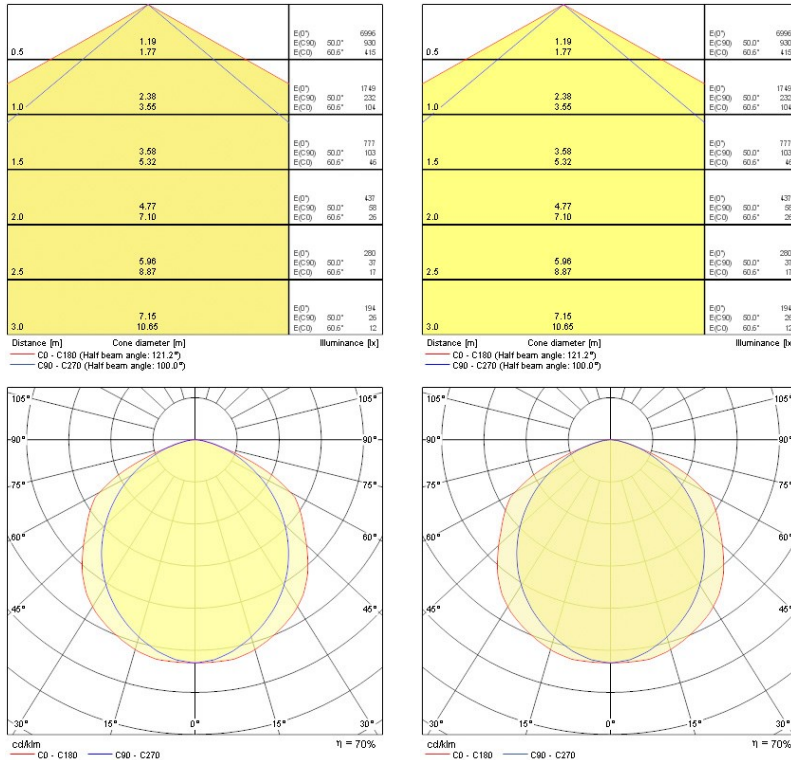 0.5 1.19 1.77 E(0°) 6996 E(C90) 50.0° 930 E(C0) 60.6° 415
1.0 2.38 3.55 E(0°) 1749 E(C90) 50.0° 232 E(C0) 60.6° 104
1.5 3.58 5.32 E(0°) 777 E(C90) 50.0° 103 E(C0) 60.6° 46
2.0 4.77 7.10 E(0°) 437 E(C90) 50.0° 58 E(C0) 60.6° 26
2.5 5.96 8.87 E(0°) 280 E(C90) 50.0° 37 E(C0) 60.6° 17
3.0 7.15 10.65 E(0°) 194 E(C90) 50.0° 26 E(C0) 60.6° 12
Distance [m] Cone diameter [m] Illuminance [lx]
C0 - C180 (Half beam angle: 121.2°)
C90 - C270 (Half beam angle: 100.0°)
0.5 1.19 1.77 E(0°) 6996 E(C90) 50.0° 930 E(C0) 60.6° 415
1.0 2.38 3.55 E(0°) 1749 E(C90) 50.0° 232 E(C0) 60.6° 104
1.5 3.58 5.32 E(0°) 777 E(C90) 50.0° 103 E(C0) 60.6° 46
2.0 4.77 7.10 E(0°) 437 E(C90) 50.0° 58 E(C0) 60.6° 26
2.5 5.96 8.87 E(0°) 280 E(C90) 50.0° 37 E(C0) 60.6° 17
3.0 7.15 10.65 E(0°) 194 E(C90) 50.0° 26 E(C0) 60.6° 12
Distance [m] Cone diameter [m] Illuminance [lx]
C0 - C180 (Half beam angle: 121.2°)
C90 - C270 (Half beam angle: 100.0°)
105° 105°
90° 90°
75° 75°
60° 60°
45° 45°
30° 15° 0° 15° 30°
cd/klm η = 70%
C0 - C180 C90 - C270
105° 105°
90° 90°
75° 75°
60° 60°
45° 45°
30° 15° 0° 15° 30°
cd/klm η = 70%
C0 - C180 C90 - C270